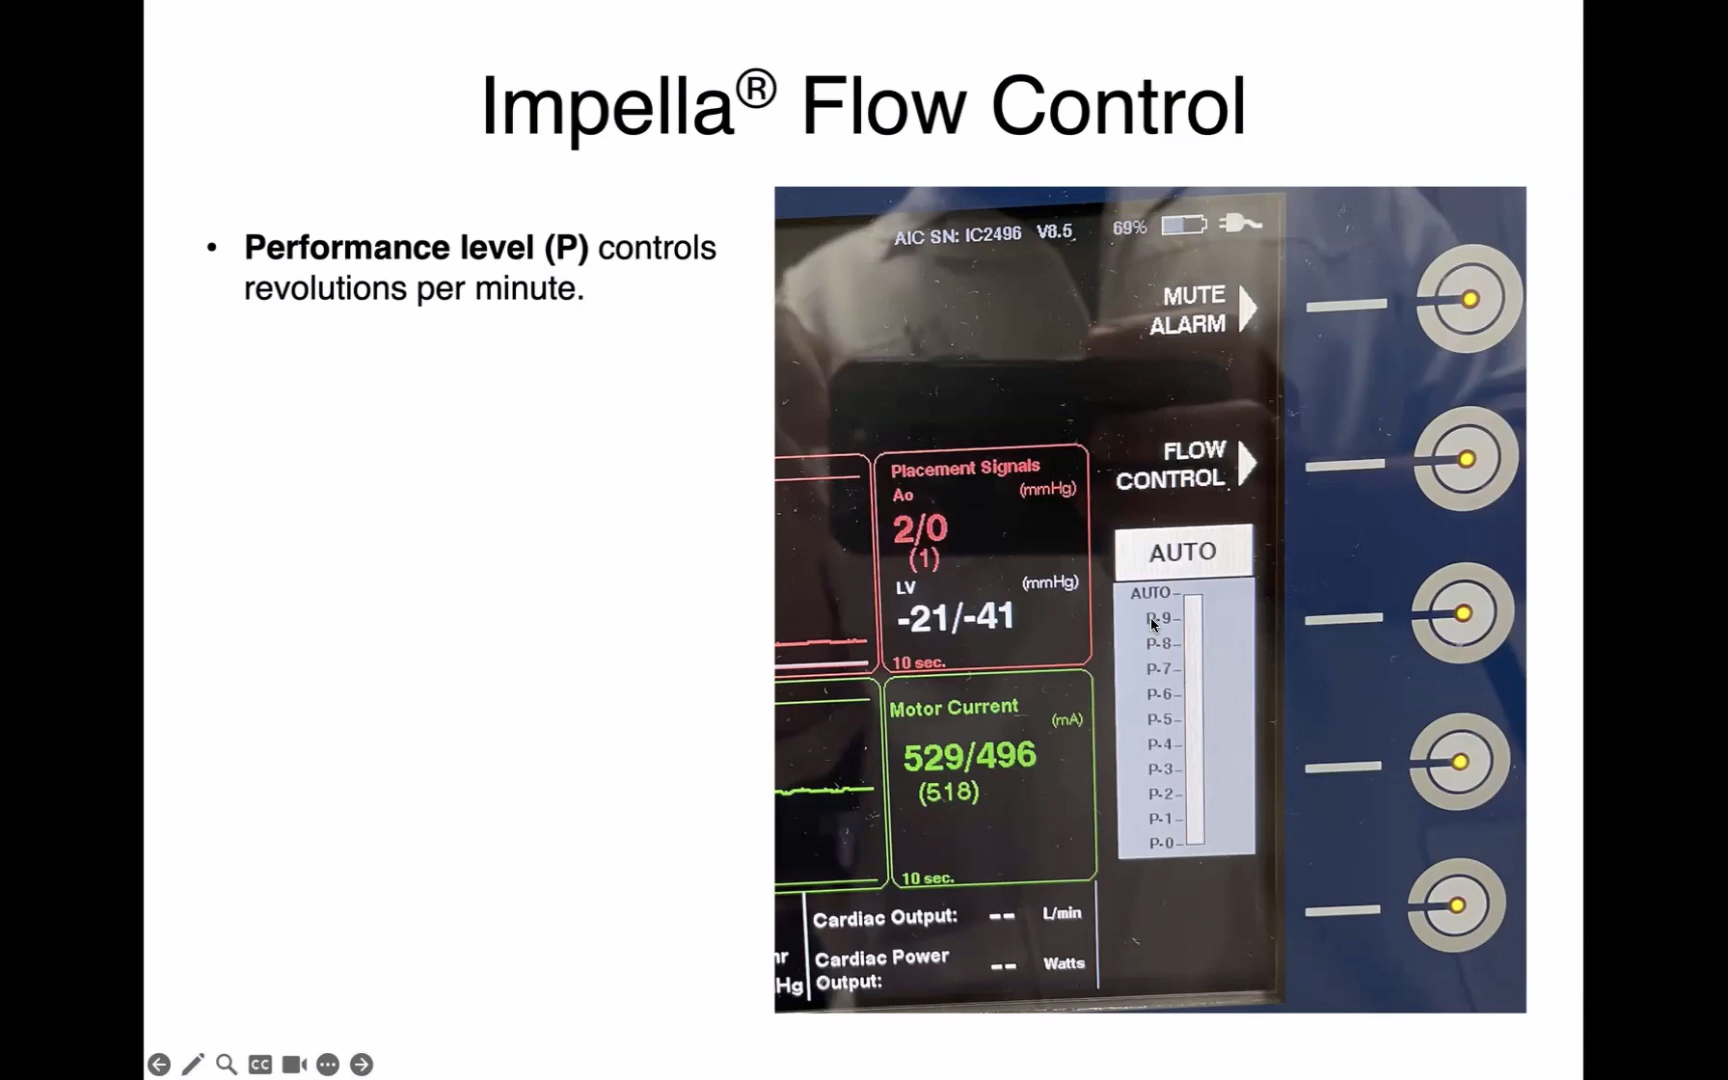 Impella® Flow Control
• Performance level (P) controls
revolutions per minute.
AIC SN: IC2496 V8.5
69%
MUTE
ALARM
FLOW
CONTROL
Placement Signals
Ao (mmHg)
2/0
(1)
LV (mmHg)
-21/-41
10 sec.
AUTO
AUTO
P-9
P-8
P-7
P-6
P-5
P-4
P-3
P-2
P-1
P-0
Motor Current
(mA)
529/496
(518)
10 sec.
Cardiac Output: -- L/min
Cardiac Power
Output: -- Watts
Hg
CC